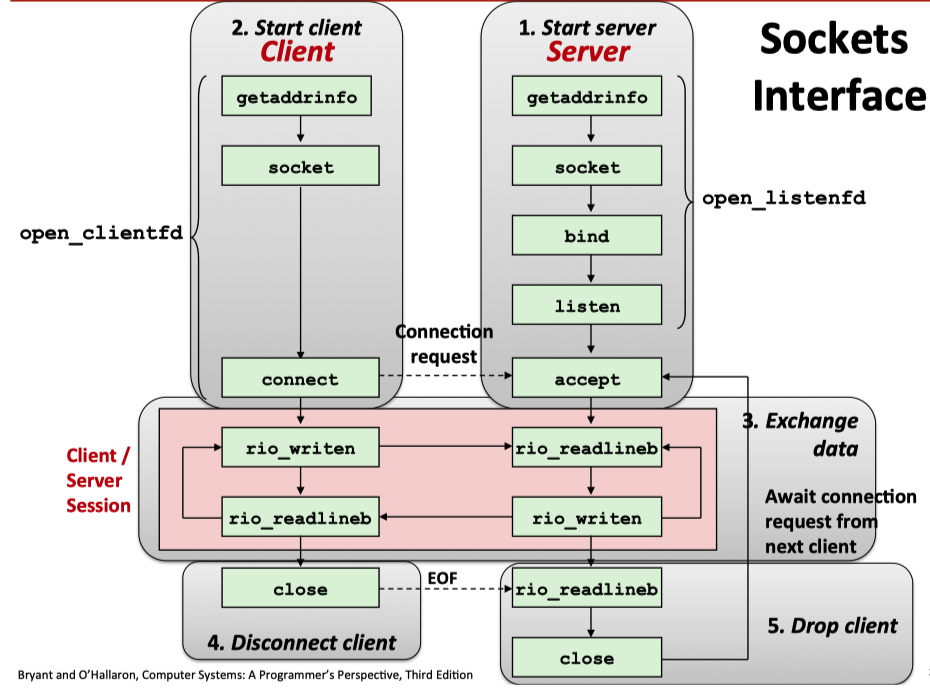 Sockets
Interface
2. Start client
Client
getaddrinfo
socket
open_clientfd
connect
1. Start server
Server
getaddrinfo
socket
bind
listen
open_listenfd
Connection
request
accept
3. Exchange
data
Client /
Server
Session
rio_writen
rio_readlineb
rio_readlineb
rio_writen
Await connection
request from
next client
close
EOF
rio_readlineb
4. Disconnect client
5. Drop client
close
Bryant and O'Hallaron, Computer Systems: A Programmer's Perspective, Third Edition